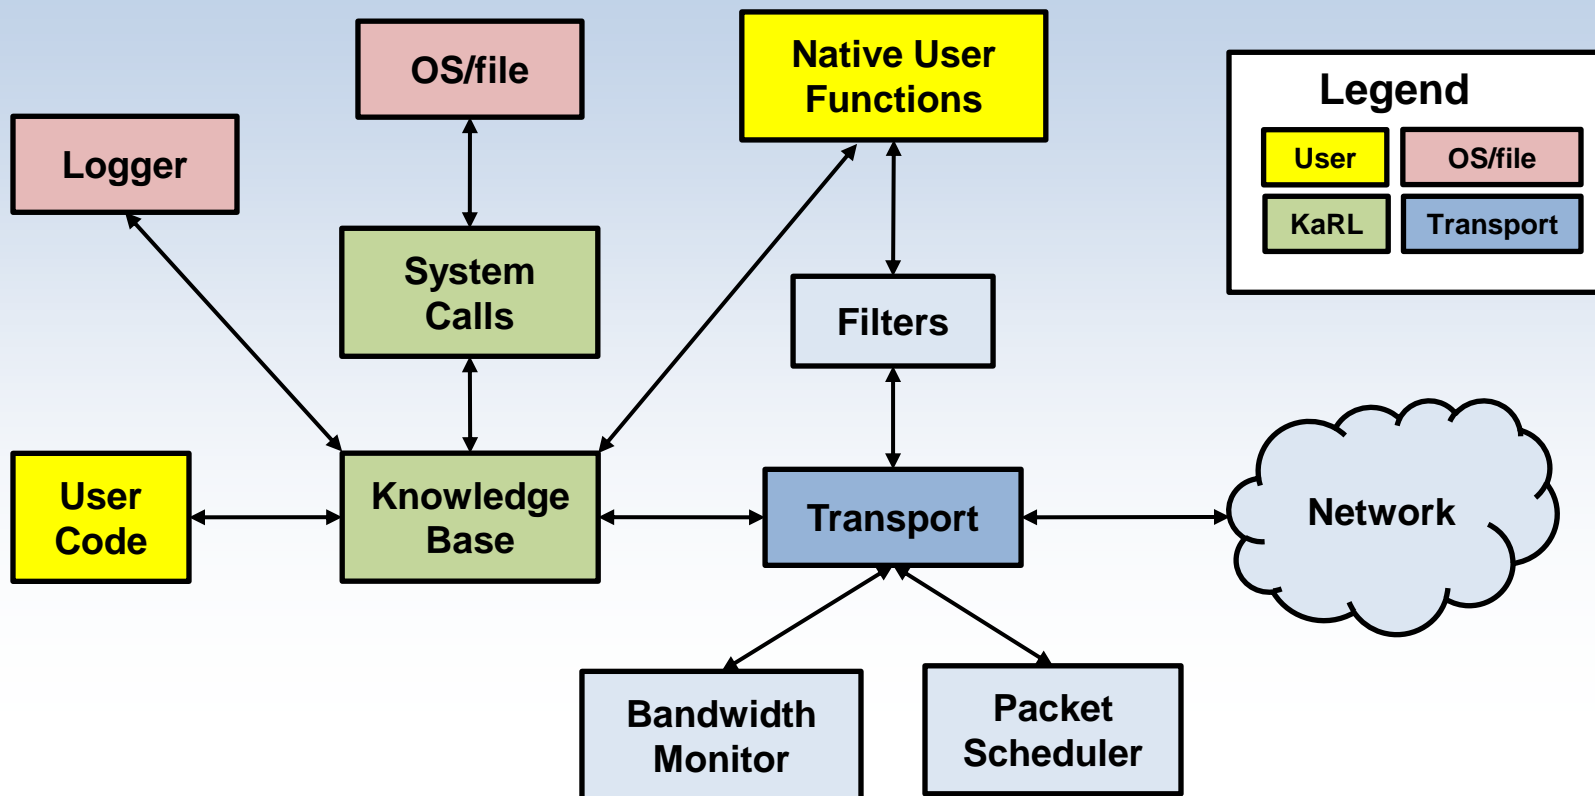 OS/file
Native User
Functions
Legend
User
OS/file
KaRL
Transport
Logger
System
Calls
Filters
User
Code
Knowledge
Base
Transport
Network
Bandwidth
Monitor
Packet
Scheduler